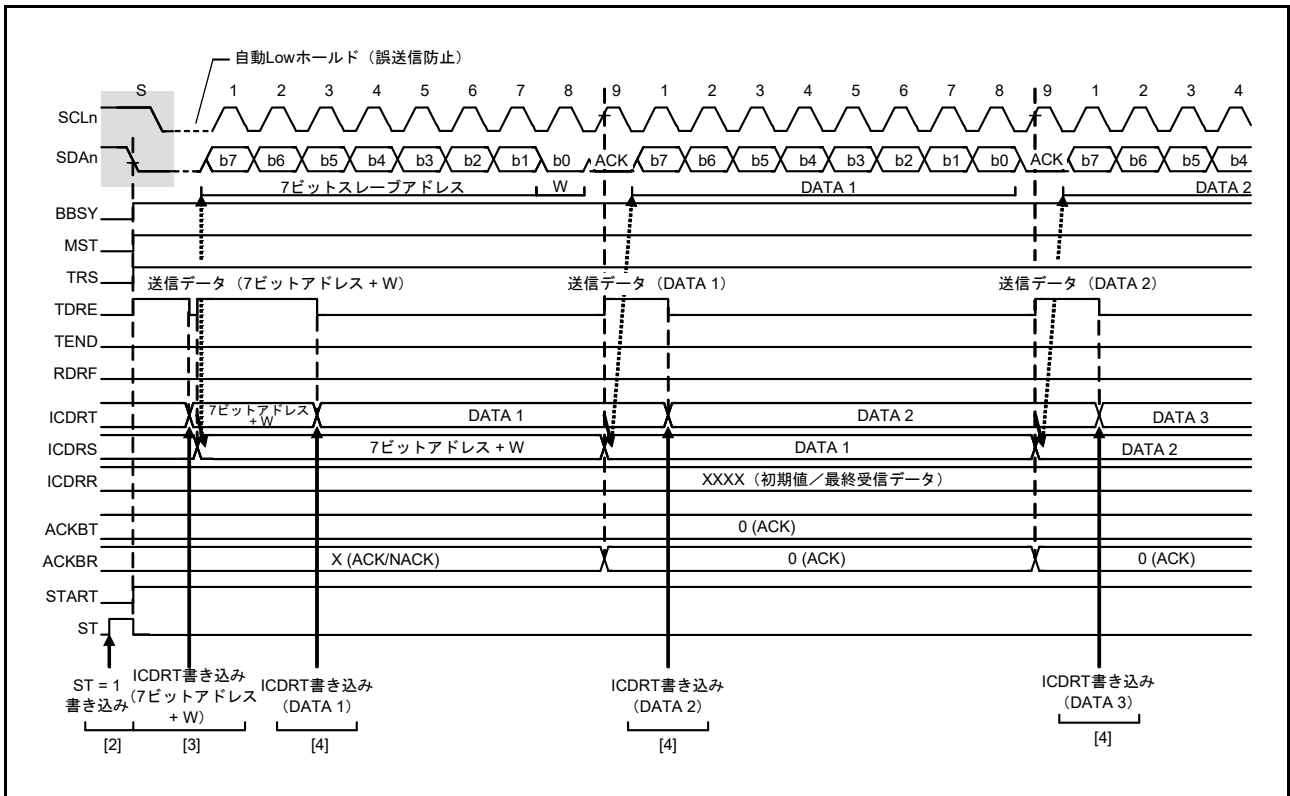 自動Lowホールド（誤送信防止）
S 1 2 3 4 5 6 7 8 9 1 2 3 4 5 6 7 8 9 1 2 3 4
SCLn
SDAn b7 b6 b5 b4 b3 b2 b1 b0 ACK b7 b6 b5 b4 b3 b2 b1 b0 ACK b7 b6 b5 b4
7ビットスレーブアドレス W DATA 1 DATA 2
BBSY
MST
TRS
送信データ（7ビットアドレス + W） 送信データ（DATA 1） 送信データ（DATA 2）
TDRE
TEND
RDRF
ICDRT 7ビットアドレス + W DATA 1 DATA 2 DATA 3
ICDRS 7ビットアドレス + W DATA 1 DATA 2
ICDRR XXXX（初期値／最終受信データ）
ACKBT 0 (ACK)
ACKBR X (ACK/NACK) 0 (ACK) 0 (ACK)
START
ST
ST = 1
書き込み
[2]
ICDRT書き込み
(7ビットアドレス
+ W）
[3]
ICDRT書き込み
（DATA 1）
[4]
ICDRT書き込み
（DATA 2）
[4]
ICDRT書き込み
（DATA 3）
[4]